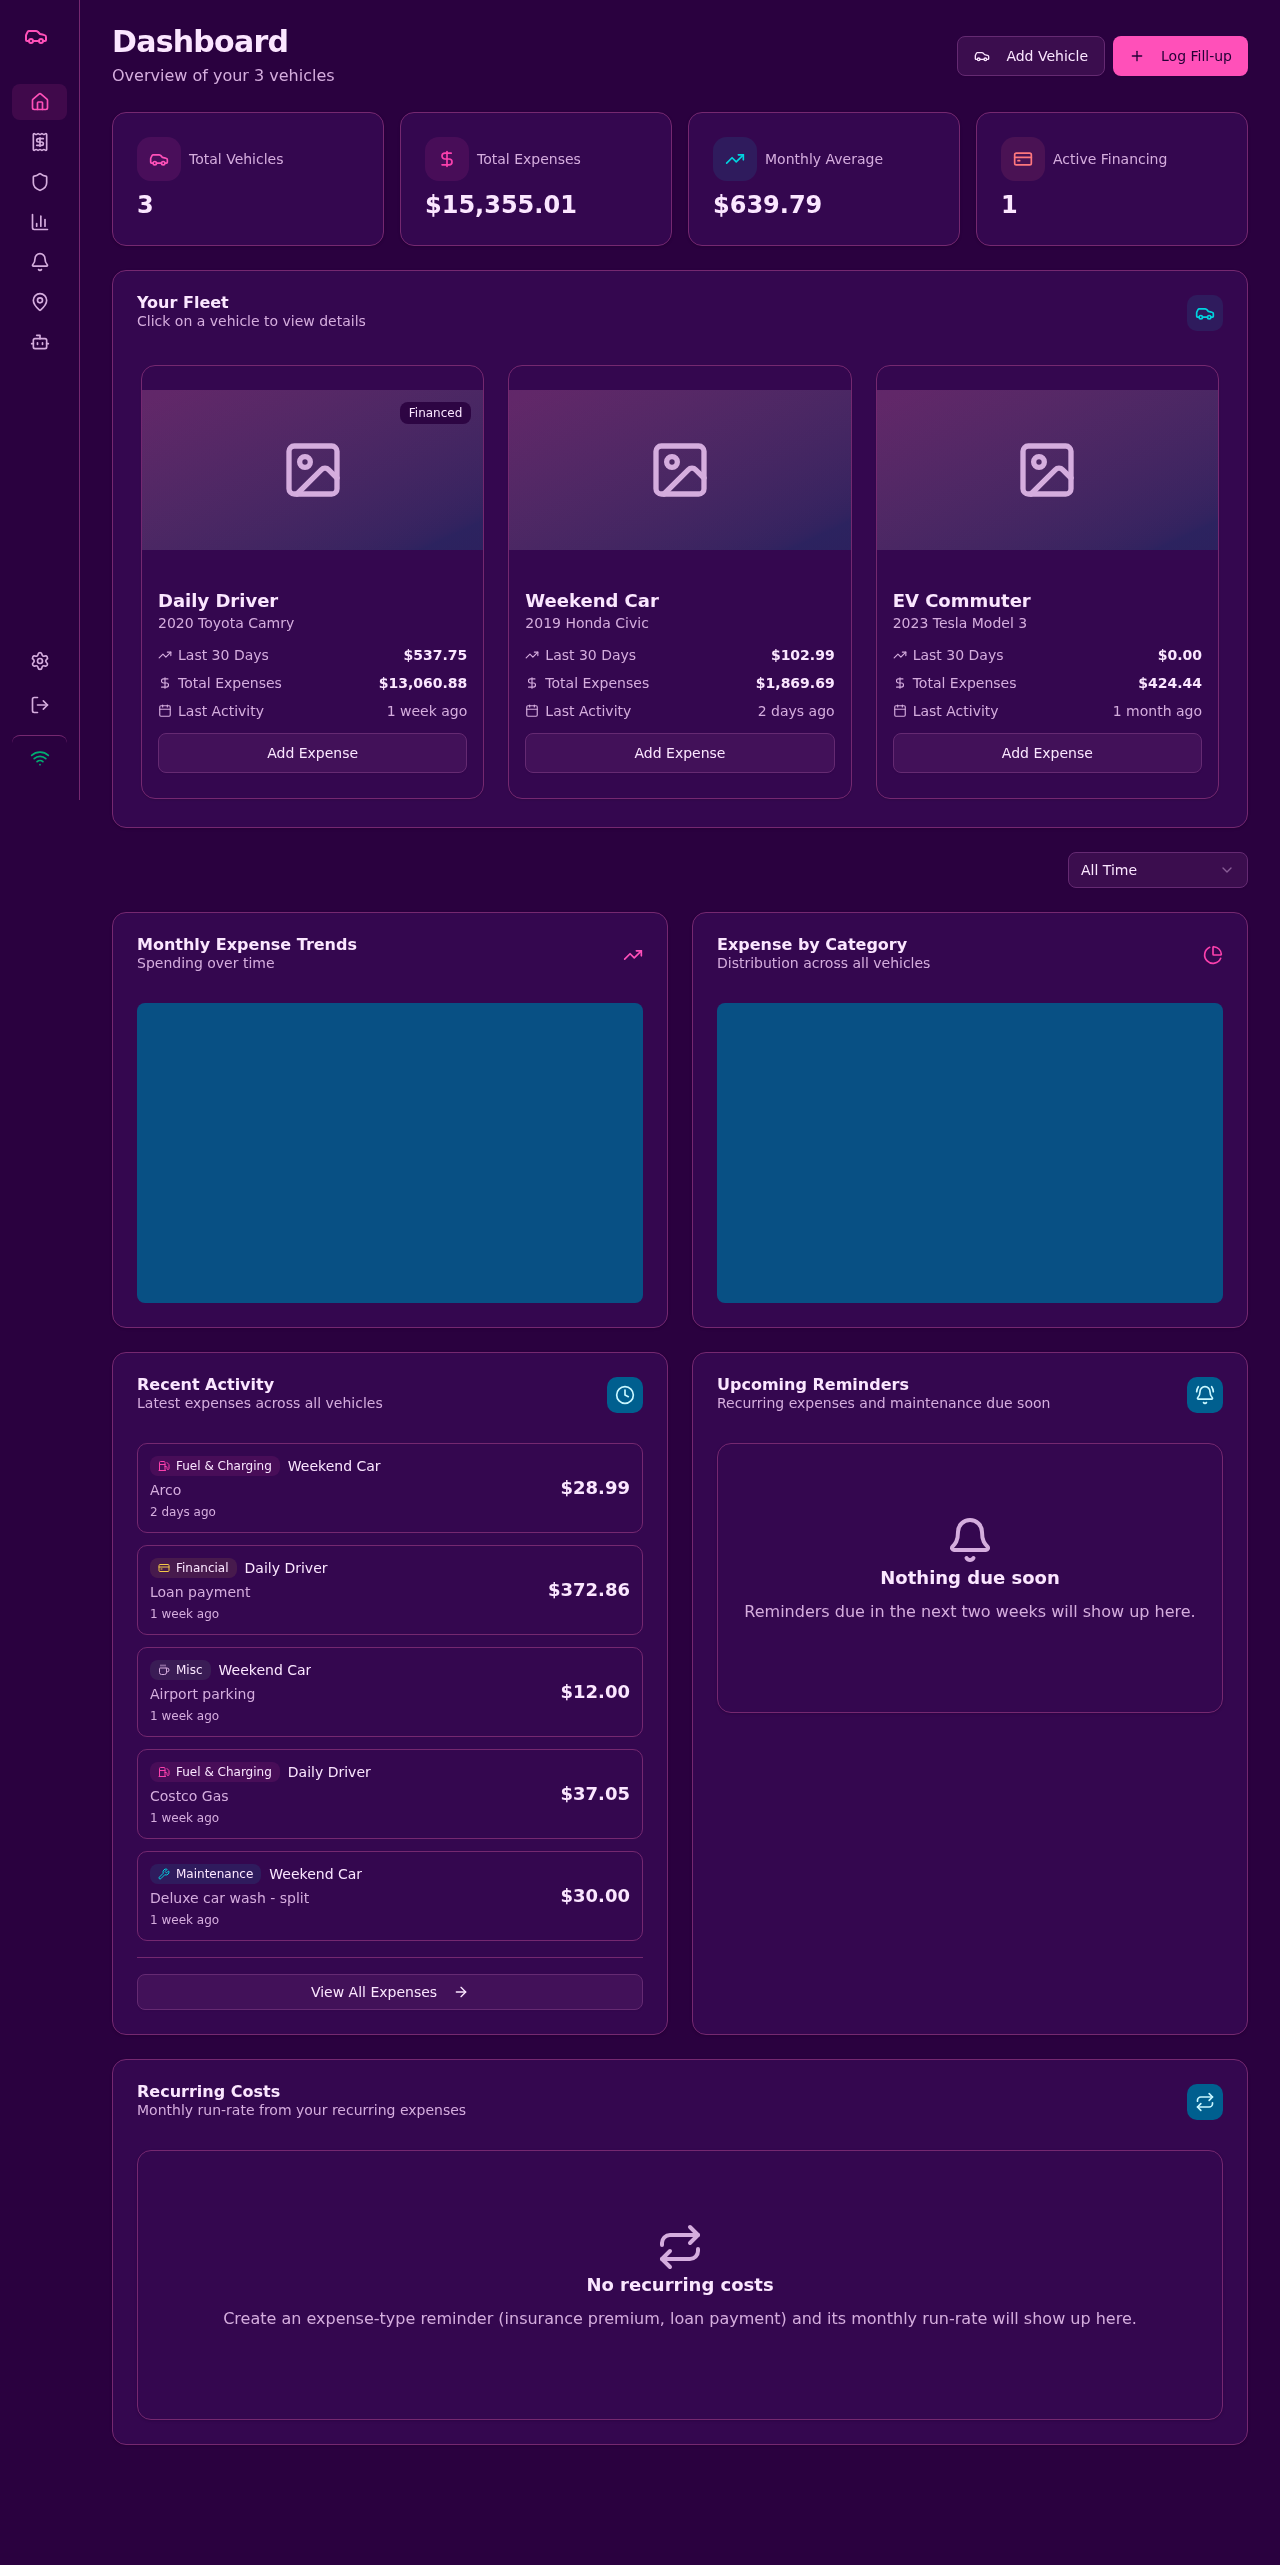 Dashboard
Overview of your 3 vehicles
Add Vehicle
Log Fill-up
Total Vehicles
3
Total Expenses
$15,355.01
Monthly Average
$639.79
Active Financing
1
Your Fleet
Click on a vehicle to view details
Financed
Daily Driver
2020 Toyota Camry
Last 30 Days $537.75
Total Expenses $13,060.88
Last Activity 1 week ago
Add Expense
Weekend Car
2019 Honda Civic
Last 30 Days $102.99
Total Expenses $1,869.69
Last Activity 2 days ago
Add Expense
EV Commuter
2023 Tesla Model 3
Last 30 Days $0.00
Total Expenses $424.44
Last Activity 1 month ago
Add Expense
All Time
Monthly Expense Trends
Spending over time
Expense by Category
Distribution across all vehicles
Recent Activity
Latest expenses across all vehicles
Fuel & Charging Weekend Car
Arco
2 days ago
$28.99
Financial Daily Driver
Loan payment
1 week ago
$372.86
Misc Weekend Car
Airport parking
1 week ago
$12.00
Fuel & Charging Daily Driver
Costco Gas
1 week ago
$37.05
Maintenance Weekend Car
Deluxe car wash - split
1 week ago
$30.00
View All Expenses
Upcoming Reminders
Recurring expenses and maintenance due soon
Nothing due soon
Reminders due in the next two weeks will show up here.
Recurring Costs
Monthly run-rate from your recurring expenses
No recurring costs
Create an expense-type reminder (insurance premium, loan payment) and its monthly run-rate will show up here.